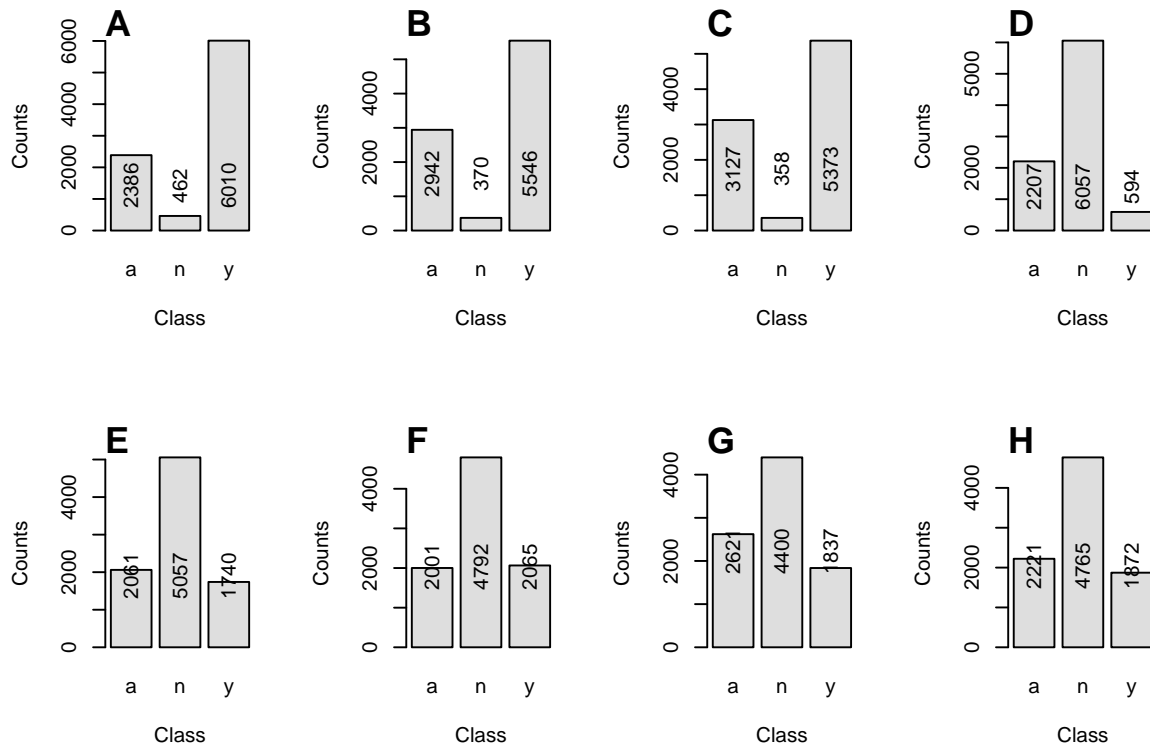 A
Counts
0 2000 4000 6000
2386 462 6010
a n y
Class
B
Counts
0 2000 4000
2942 370 5546
a n y
Class
C
Counts
0 2000 4000
3127 358 5373
a n y
Class
D
Counts
0 2000 5000
2207 6057 594
a n y
Class
E
Counts
0 2000 4000
2061 5057 1740
a n y
Class
F
Counts
0 2000 4000
2001 4792 2065
a n y
Class
G
Counts
0 2000 4000
2621 4400 1837
a n y
Class
H
Counts
0 2000 4000
2221 4765 1872
a n y
Class